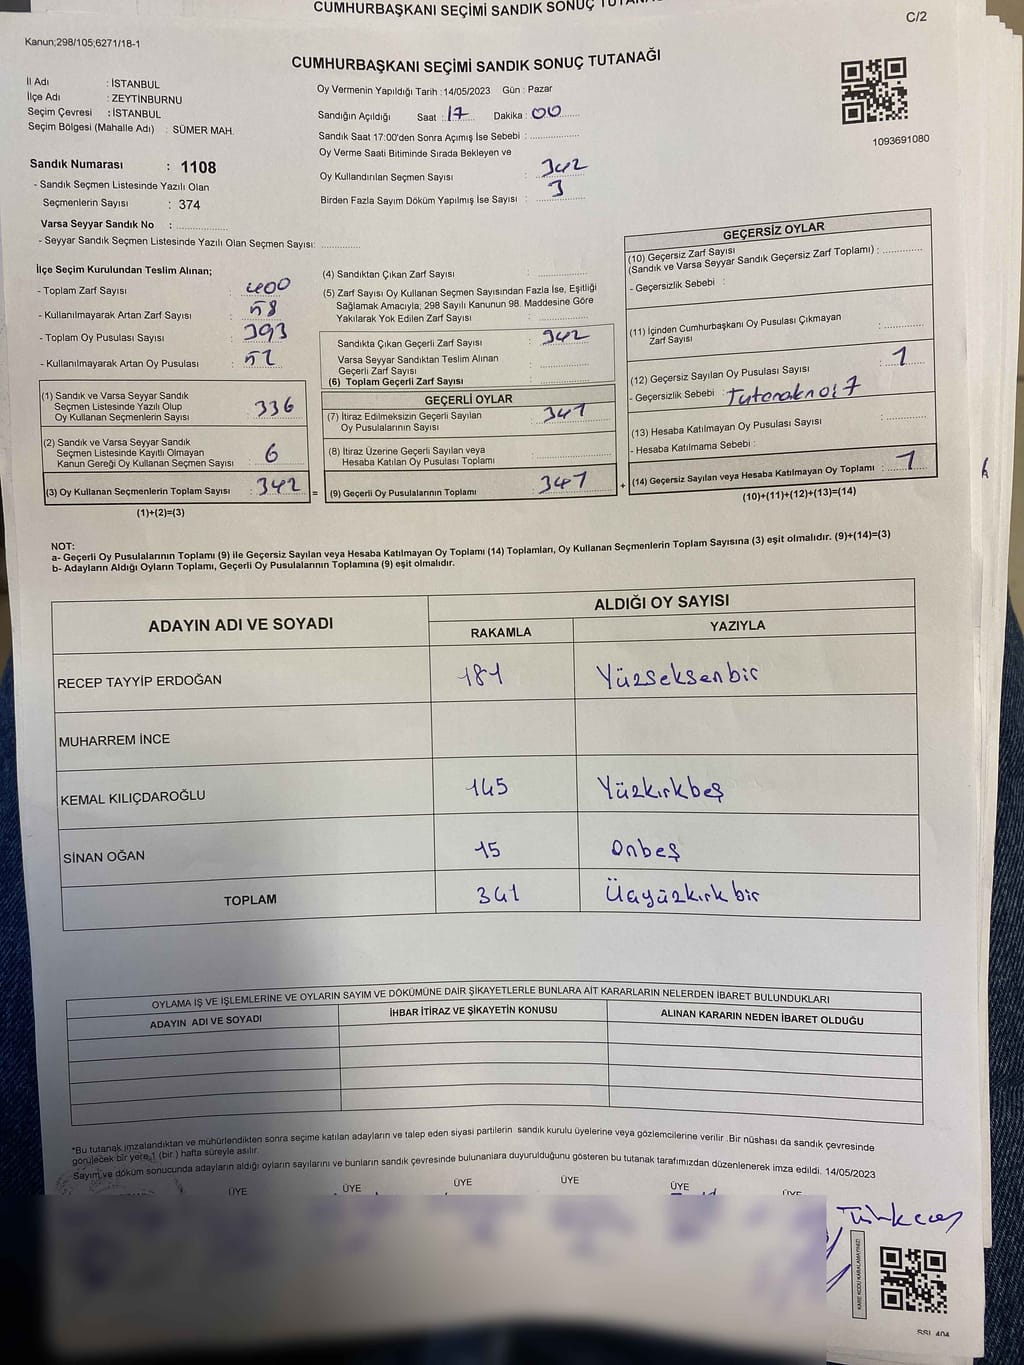 CUMHURBAŞKANI SEÇİMİ SANDIK SONUÇ
C/2
Kanun;298/105;6271/18-1
CUMHURBAŞKANI SEÇİMİ SANDIK SONUÇ TUTANAĞI
İl Adı : İSTANBUL
İlçe Adı : ZEYTİNBURNU
Seçim Çevresi : İSTANBUL
Seçim Bölgesi (Mahalle Adı) : SÜMER MAH.
Oy Vermenin Yapıldığı Tarih :14/05/2023 Gün : Pazar
Sandığın Açıldığı Saat : 17 Dakika : 00
Sandık Saat 17:00'den Sonra Açımış İse Sebebi :
Oy Verme Saati Bitiminde Sırada Bekleyen ve
Oy Kullandırılan Seçmen Sayısı : 342
Birden Fazla Sayım Döküm Yapılmış İse Sayısı : 3
1093691080
Sandık Numarası : 1108
- Sandık Seçmen Listesinde Yazılı Olan
Seçmenlerin Sayısı : 374
Varsa Seyyar Sandık No :
- Seyyar Sandık Seçmen Listesinde Yazılı Olan Seçmen Sayısı:
İlçe Seçim Kurulundan Teslim Alınan;
- Toplam Zarf Sayısı : 400
- Kullanılmayarak Artan Zarf Sayısı : 58
- Toplam Oy Pusulası Sayısı : 393
- Kullanılmayarak Artan Oy Pusulası : 51
(1) Sandık ve Varsa Seyyar Sandık
Seçmen Listesinde Yazılı Olup
Oy Kullanan Seçmenlerin Sayısı : 336
(2) Sandık ve Varsa Seyyar Sandık
Seçmen Listesinde Kayıtlı Olmayan
Kanun Gereği Oy Kullanan Seçmen Sayısı : 6
(3) Oy Kullanan Seçmenlerin Toplam Sayısı : 342 =
(1)+(2)=(3)
(4) Sandıktan Çıkan Zarf Sayısı :
(5) Zarf Sayısı Oy Kullanan Seçmen Sayısından Fazla İse, Eşitliği
Sağlamak Amacıyla; 298 Sayılı Kanunun 98. Maddesine Göre
Yakılarak Yok Edilen Zarf Sayısı :
Sandıkta Çıkan Geçerli Zarf Sayısı : 342
Varsa Seyyar Sandıktan Teslim Alınan
Geçerli Zarf Sayısı :
(6) Toplam Geçerli Zarf Sayısı :
GEÇERLİ OYLAR
(7) İtiraz Edilmeksizin Geçerli Sayılan
Oy Pusulalarının Sayısı : 341
(8) İtiraz Üzerine Geçerli Sayılan veya
Hesaba Katılan Oy Pusulası Toplamı :
(9) Geçerli Oy Pusulalarının Toplamı : 341 +
GEÇERSİZ OYLAR
(10) Geçersiz Zarf Sayısı
(Sandık ve Varsa Seyyar Sandık Geçersiz Zarf Toplamı) :
- Geçersizlik Sebebi :
(11) İçinden Cumhurbaşkanı Oy Pusulası Çıkmayan
Zarf Sayısı :
(12) Geçersiz Sayılan Oy Pusulası Sayısı : 1
- Geçersizlik Sebebi : Tutanak no: 7
(13) Hesaba Katılmayan Oy Pusulası Sayısı :
- Hesaba Katılmama Sebebi :
(14) Geçersiz Sayılan veya Hesaba Katılmayan Oy Toplamı : 1
(10)+(11)+(12)+(13)=(14)
NOT:
a- Geçerli Oy Pusulalarının Toplamı (9) ile Geçersiz Sayılan veya Hesaba Katılmayan Oy Toplamı (14) Toplamları, Oy Kullanan Seçmenlerin Toplam Sayısına (3) eşit olmalıdır. (9)+(14)=(3)
b- Adayların Aldığı Oyların Toplamı, Geçerli Oy Pusulalarının Toplamına (9) eşit olmalıdır.
ADAYIN ADI VE SOYADI
ALDIĞI OY SAYISI
RAKAMLA YAZIYLA
RECEP TAYYİP ERDOĞAN 181 Yüzseksenbir
MUHARREM İNCE
KEMAL KILIÇDAROĞLU 145 Yüzkırkbeş
SİNAN OĞAN 15 Onbeş
TOPLAM 341 Üçyüzkırkbir
OYLAMA İŞ VE İŞLEMLERİNE VE OYLARIN SAYIM VE DÖKÜMÜNE DAİR ŞİKAYETLERLE BUNLARA AİT KARARLARIN NELERDEN İBARET BULUNDUKLARI
ADAYIN ADI VE SOYADI İHBAR İTİRAZ VE ŞİKAYETİN KONUSU ALINAN KARARIN NEDEN İBARET OLDUĞU
*Bu tutanak imzalandıktan ve mühürlendikten sonra seçime katılan adayların ve talep eden siyasi partilerin sandık kurulu üyelerine veya gözlemcilerine verilir .Bir nüshası da sandık çevresinde
görülecek bir yere 1 (bir ) hafta süreyle asılır.
Sayım ve döküm sonucunda adayların aldığı oyların sayılarını ve bunların sandık çevresinde bulunanlara duyurulduğunu gösteren bu tutanak tarafımızdan düzenlenerek imza edildi. 14/05/2023
ÜYE ÜYE ÜYE ÜYE ÜYE ÜYE
KARE KODU KARALAMAYINIZ!